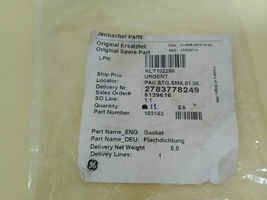 Jenbacher Parts
Original Ersatzteil
Original Spare Part
LPN: KLT102250
Ship Prio: URGENT
Locator: PAC.STG.SMA.01.00.
Delivery Nr 2783778249
Sales Order# 8139616
SO Line: 1.1
Quantity: 11 EA
Part Number: 103143
Part Name_ENG: Gasket
Part Name_DEU: Flachdichtung
Delivery Net Weight 0.0
Delivery Lines: 1